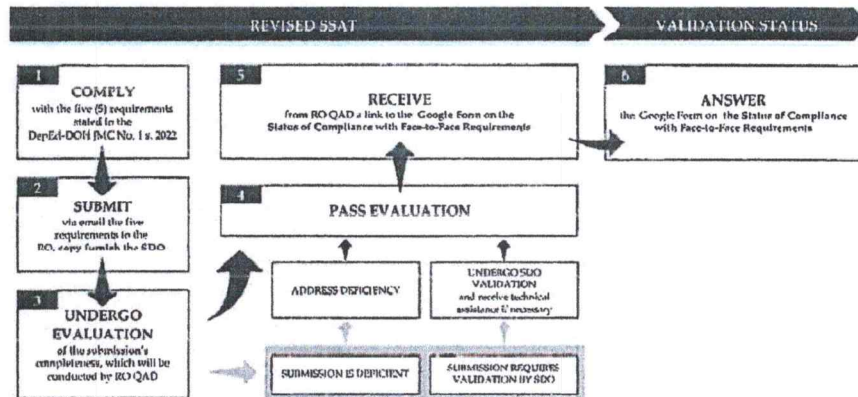 REVISED SSAT
VALIDATION STATUS
1
COMPLY
with the five (5) requirements
stated in the
DepEd-DOH JMC No. 1 s. 2022
2
SUBMIT
via email the five
requirements to the
RO, copy furnish the SDO
3
UNDERGO
EVALUATION
of the submission's
completeness, which will be
conducted by RO QAD
5
RECEIVE
from RO QAD a link to the Google Form on the
Status of Compliance with Face-to-Face Requirements
4
PASS EVALUATION
ADDRESS DEFICIENCY
UNDERGO SDO
VALIDATION
and receive technical
assistance if necessary
SUBMISSION IS DEFICIENT
SUBMISSION REQUIRES
VALIDATION BY SDO
6
ANSWER
the Google Form on the Status of Compliance
with Face-to-Face Requirements